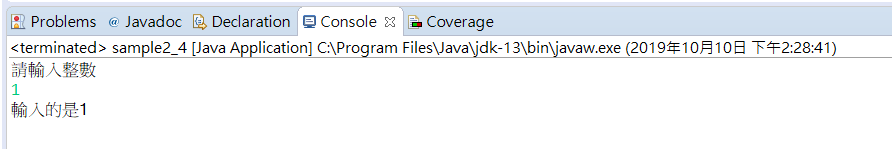 Problems @ Javadoc Declaration Console Coverage
<terminated> sample2_4 [Java Application] C:\Program Files\Java\jdk-13\bin\javaw.exe (2019年10月10日 下午2:28:41)
請輸入整數
1
輸入的是1